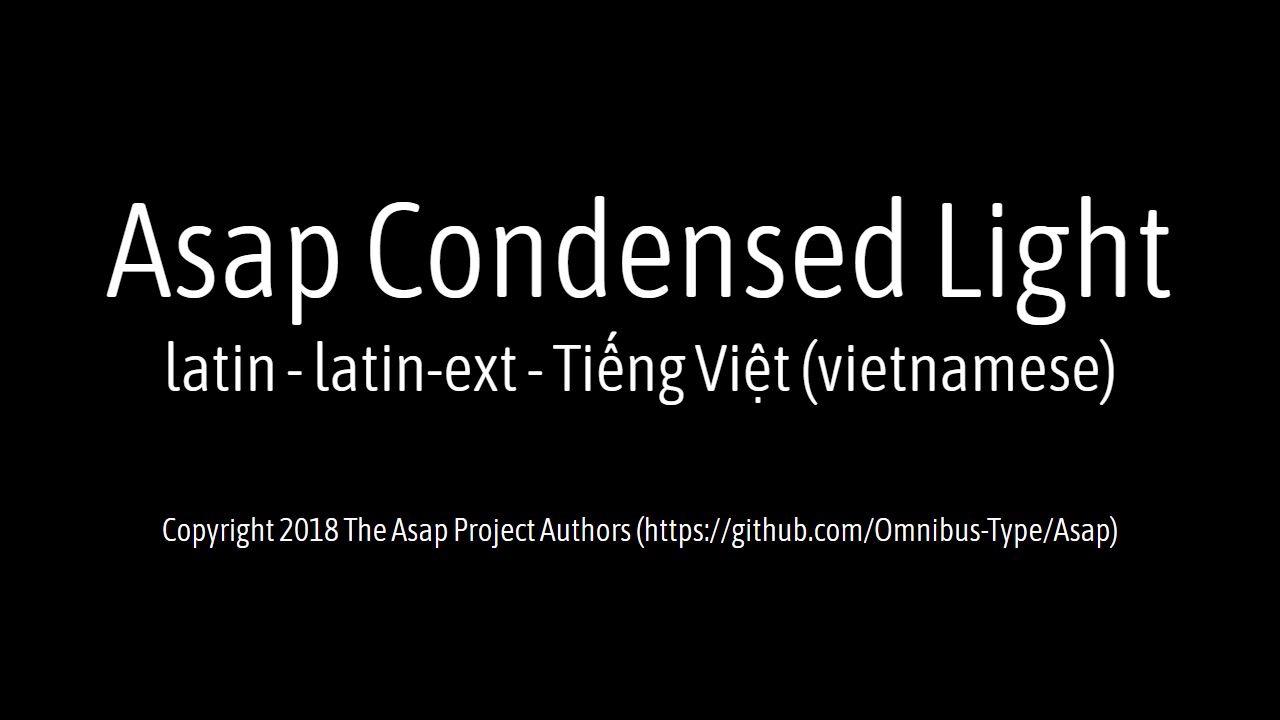 Asap Condensed Light
latin - latin-ext - Tiếng Việt (vietnamese)
Copyright 2018 The Asap Project Authors (https://github.com/Omnibus-Type/Asap)